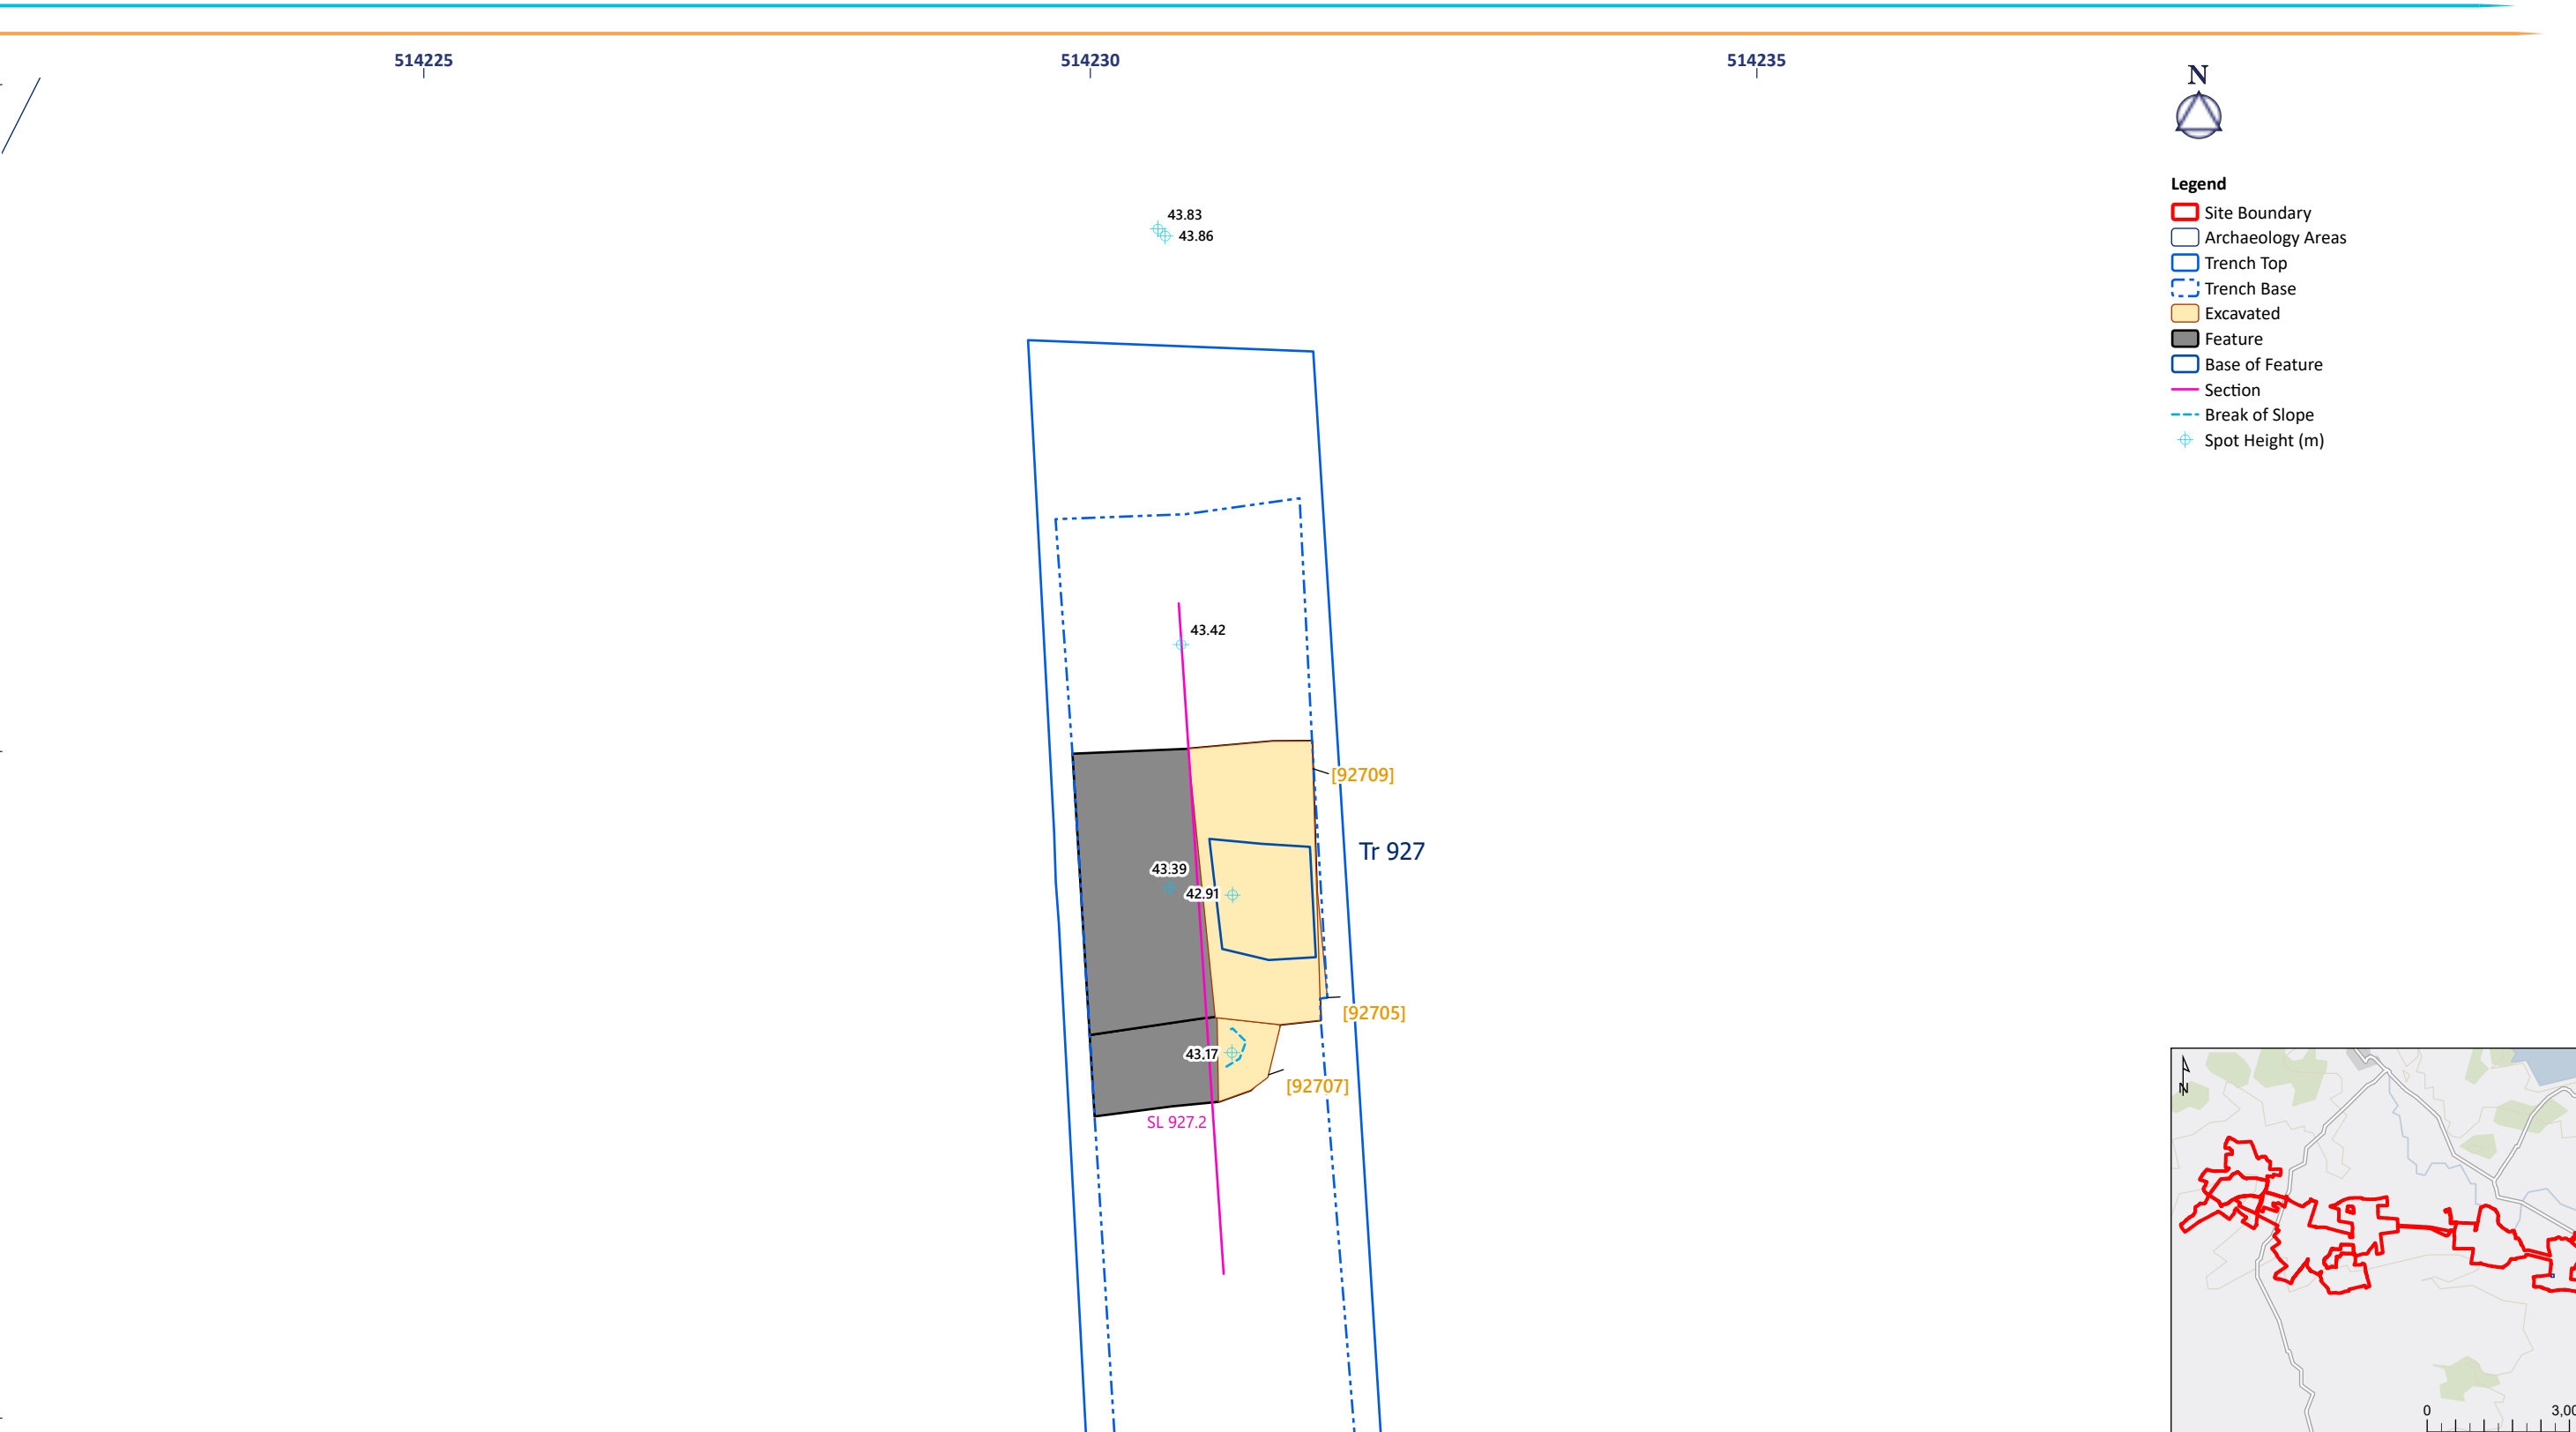 514225
514230
514235
N
Legend
Site Boundary
Archaeology Areas
Trench Top
Trench Base
Excavated
Feature
Base of Feature
Section
Break of Slope
Spot Height (m)
43.83
43.86
43.42
[92709]
Tr 927
43.39
42.91
[92705]
43.17
[92707]
SL 927.2
N
0